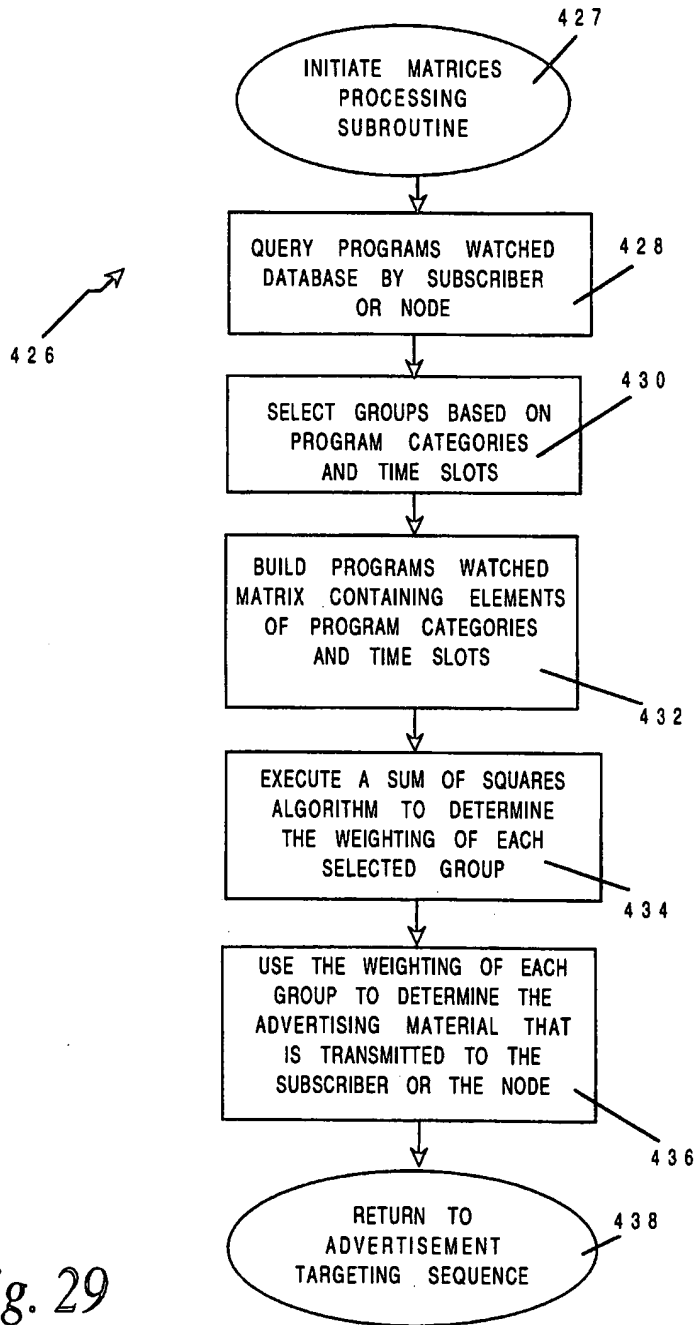 427
INITIATE MATRICES
PROCESSING
SUBROUTINE
QUERY PROGRAMS WATCHED
DATABASE BY SUBSCRIBER
OR NODE
428
426
430
SELECT GROUPS BASED ON
PROGRAM CATEGORIES
AND TIME SLOTS
BUILD PROGRAMS WATCHED
MATRIX CONTAINING ELEMENTS
OF PROGRAM CATEGORIES
AND TIME SLOTS
432
EXECUTE A SUM OF SQUARES
ALGORITHM TO DETERMINE
THE WEIGHTING OF EACH
SELECTED GROUP
434
USE THE WEIGHTING OF EACH
GROUP TO DETERMINE THE
ADVERTISING MATERIAL THAT
IS TRANSMITTED TO THE
SUBSCRIBER OR THE NODE
436
RETURN TO
ADVERTISEMENT
TARGETING SEQUENCE
438
g. 29